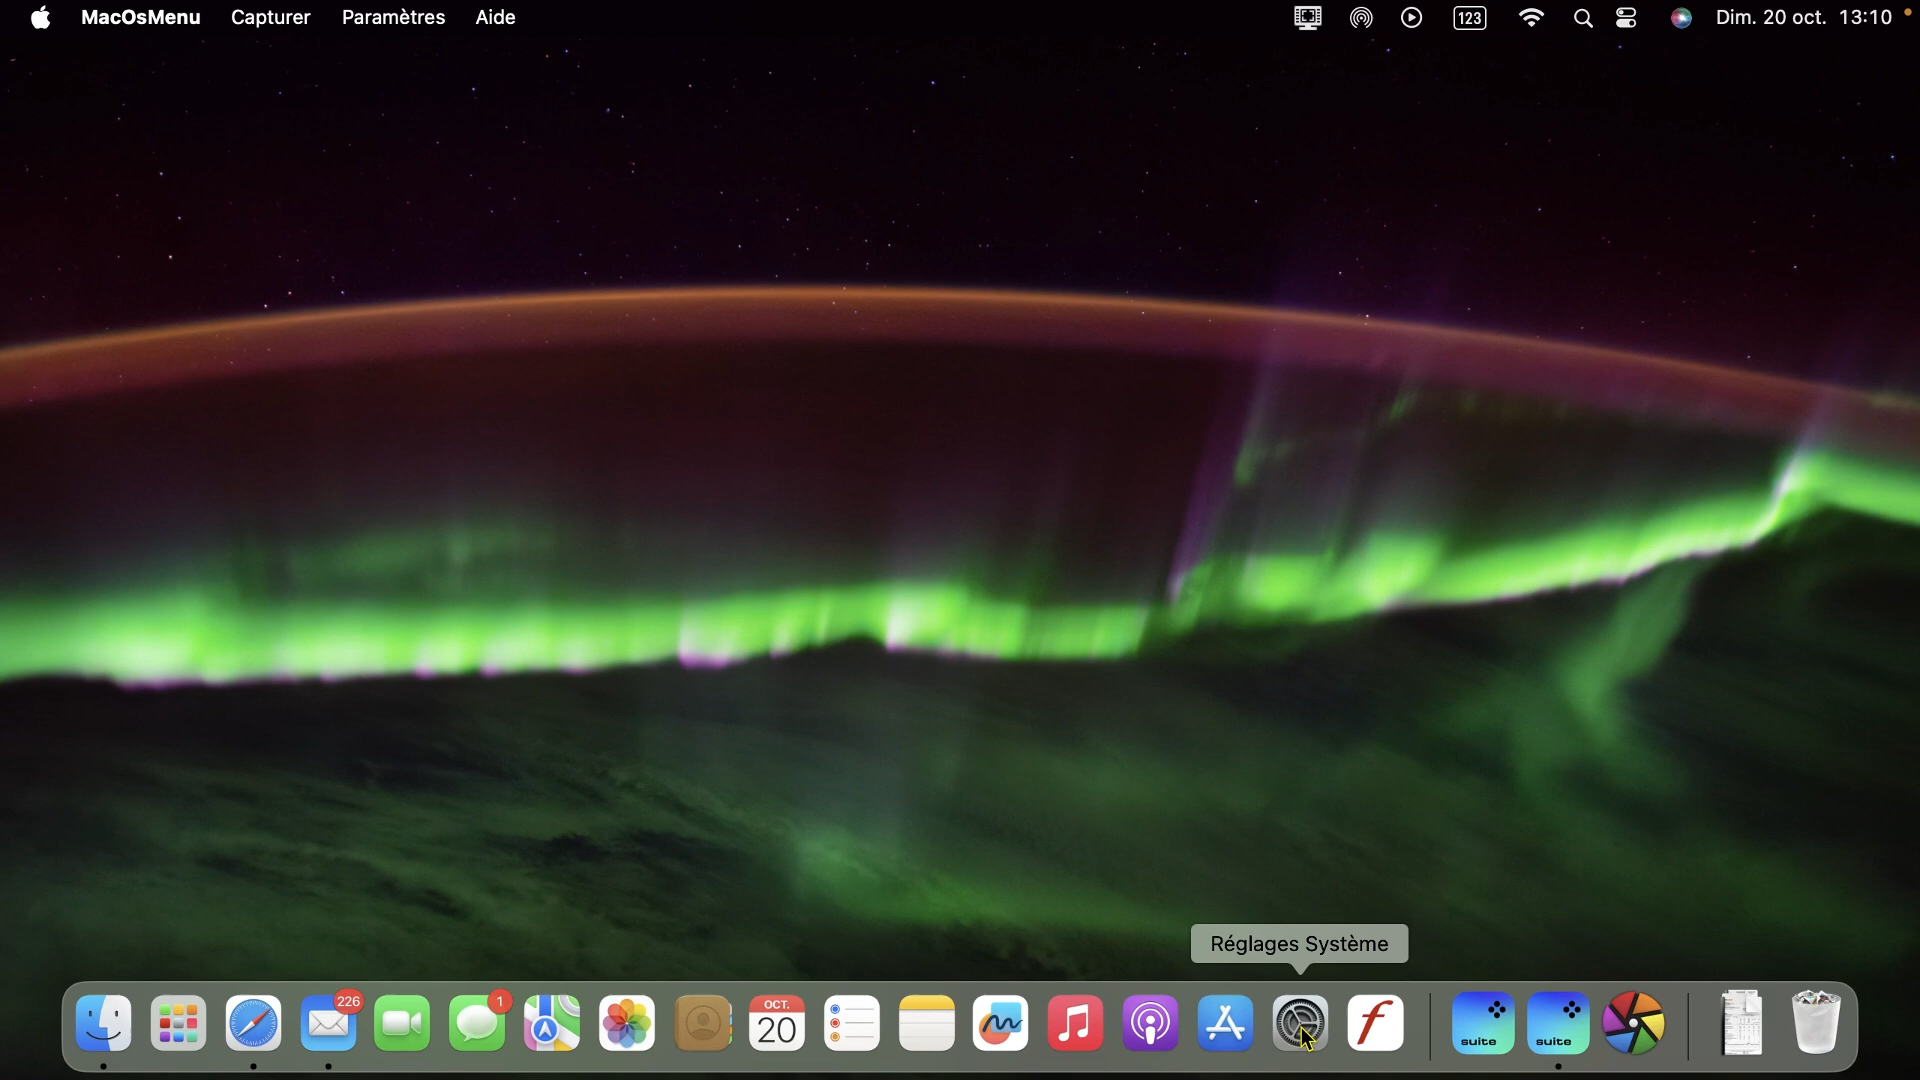 MacOsMenu Capturer Paramètres Aide 123 Dim. 20 oct. 13:10
Réglages Système
226
1
OCT.
20
f
suite
suite